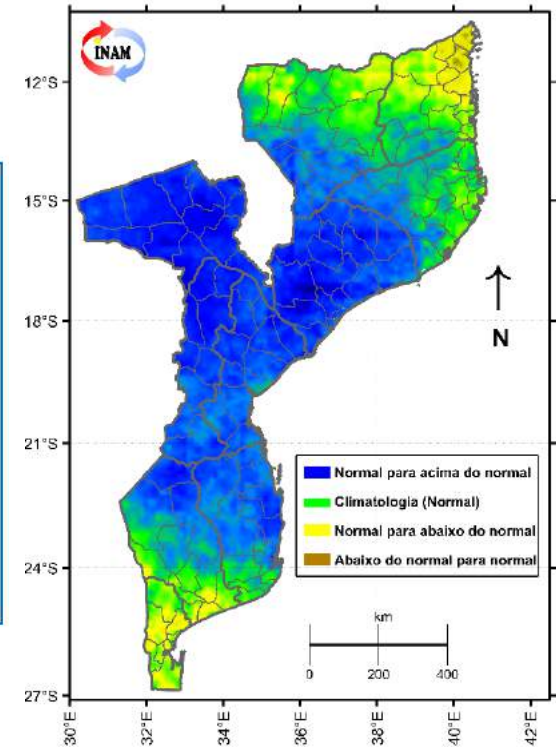 INAM
12°S
15°S
18°S
21°S
24°S
27°S
N
Normal para acima do normal
Climatologia (Normal)
Normal para abaixo do normal
Abaixo do normal para normal
km
0 200 400
30°E 32°E 34°E 36°E 38°E 40°E 42°E